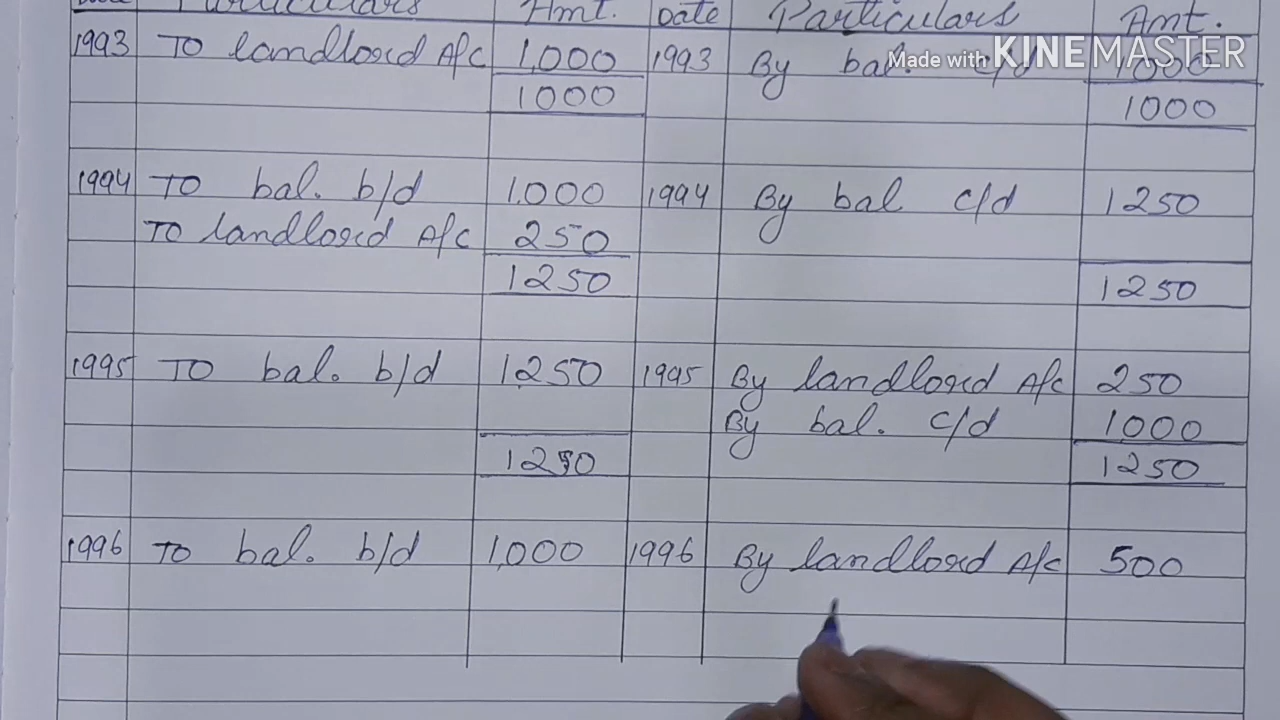 Date Particulars Amt. Date Particulars Amt.
Made with KINEMASTER
1993 TO landlord A/c 1,000 1993 By bal. c/d 1000
1000 1000
1994 TO bal. b/d 1,000 1994 By bal c/d 1250
TO landlord A/c 250
1250 1250
1995 TO bal. b/d 1,250 1995 By landlord A/c 250
By bal. c/d 1000
1250 1250
1996 TO bal. b/d 1,000 1996 By landlord A/c 500